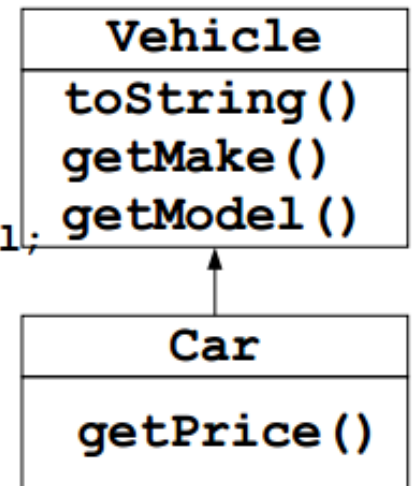 Vehicle
toString()
getMake()
getModel()
l;
Car
getPrice()